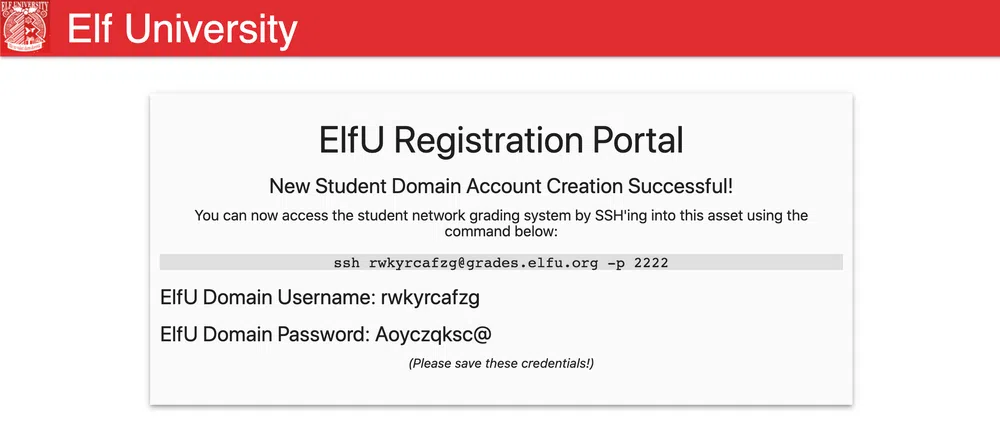 ELF UNIVERSITY
Elf University
ElfU Registration Portal
New Student Domain Account Creation Successful!
You can now access the student network grading system by SSH'ing into this asset using the
command below:
ssh rwkyrcafzg@grades.elfu.org -p 2222
ElfU Domain Username: rwkyrcafzg
ElfU Domain Password: Aoyczqksc@
(Please save these credentials!)